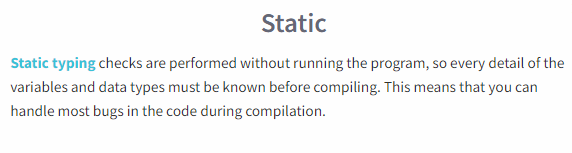 Static
Static typing checks are performed without running the program, so every detail of the
variables and data types must be known before compiling. This means that you can
handle most bugs in the code during compilation.